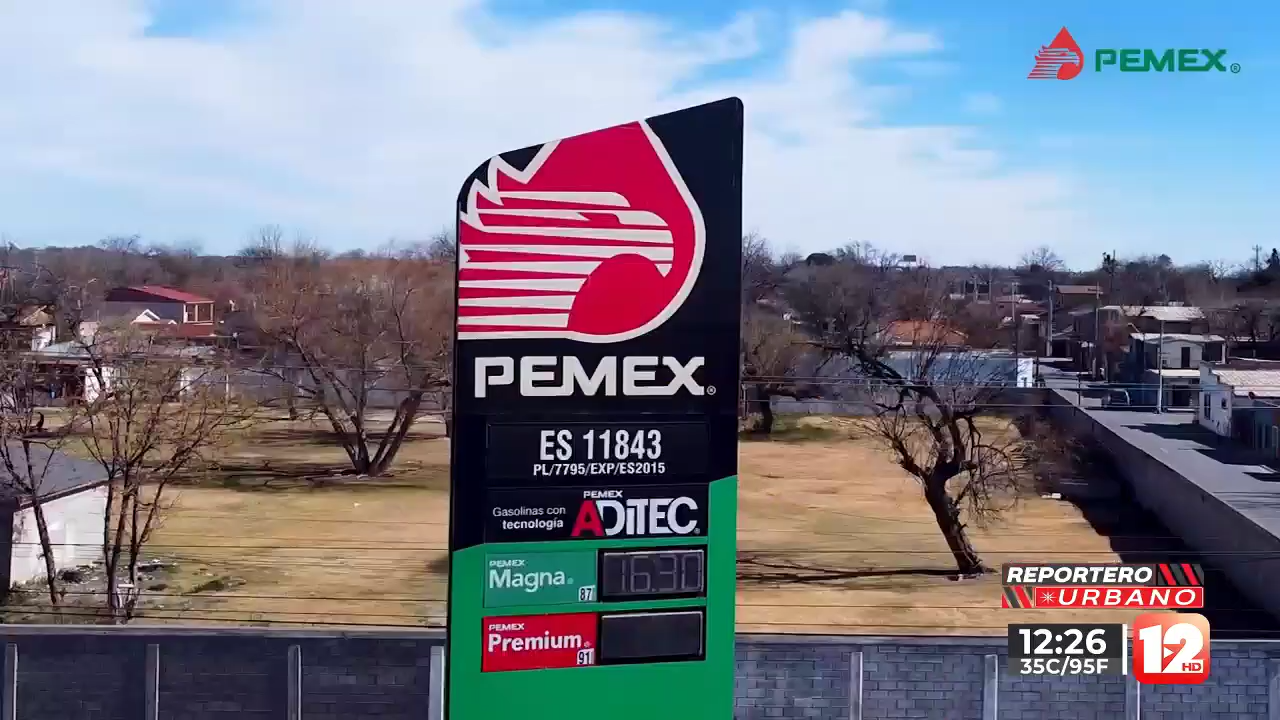 PEMEX®
PEMEX®
ES 11843
PL/7795/EXP/ES2015
Gasolinas con
tecnología
PEMEX
ADITEC®
PEMEX
Magna®
87
16.30
PEMEX
Premium®
91
REPORTERO
URBANO
12:26
35C/95F
12
HD